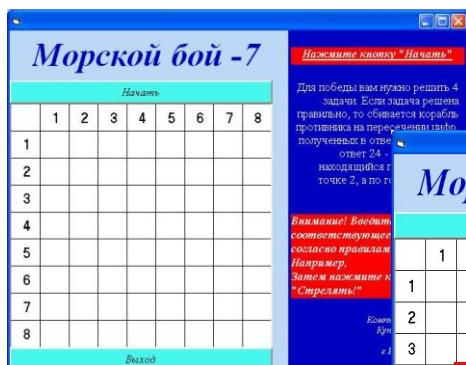 Морской бой -7
Начать
1 2 3 4 5 6 7 8
1
2
3
4
5
6
7
8
Выход
Нажмите кнопку "Начать"
Для победы вам нужно решить 4
задачи. Если задача решена
правильно, то сбивается корабль
противника на пересечении цифр,
полученных в отве
ответ 24 -
находящийся
точке 2, а по го
Внимание! Введит
соответствующее
согласно правилам
Например,
Затем нажмите к
"Стрелять!"
Мо
1
1
2
3